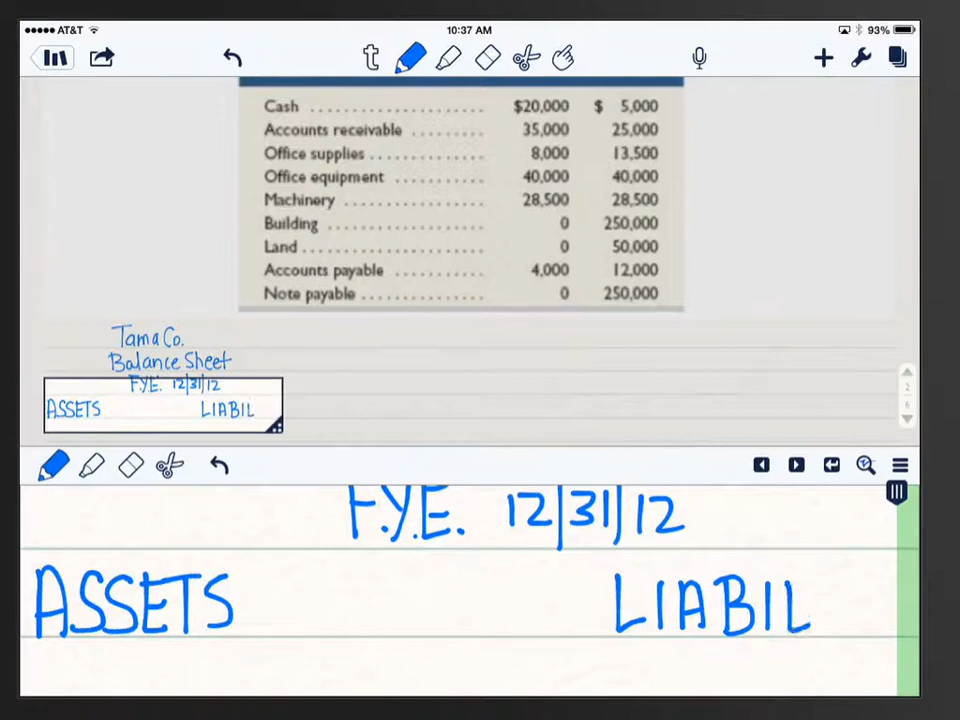 AT&T 10:37 AM 93%
Cash $20,000 $ 5,000
Accounts receivable 35,000 25,000
Office supplies 8,000 13,500
Office equipment 40,000 40,000
Machinery 28,500 28,500
Building 0 250,000
Land 0 50,000
Accounts payable 4,000 12,000
Note payable 0 250,000
Tama Co.
Balance Sheet
F.Y.E. 12/31/12
ASSETS LIABIL
2
6
F.Y.E. 12/31/12
ASSETS LIABIL